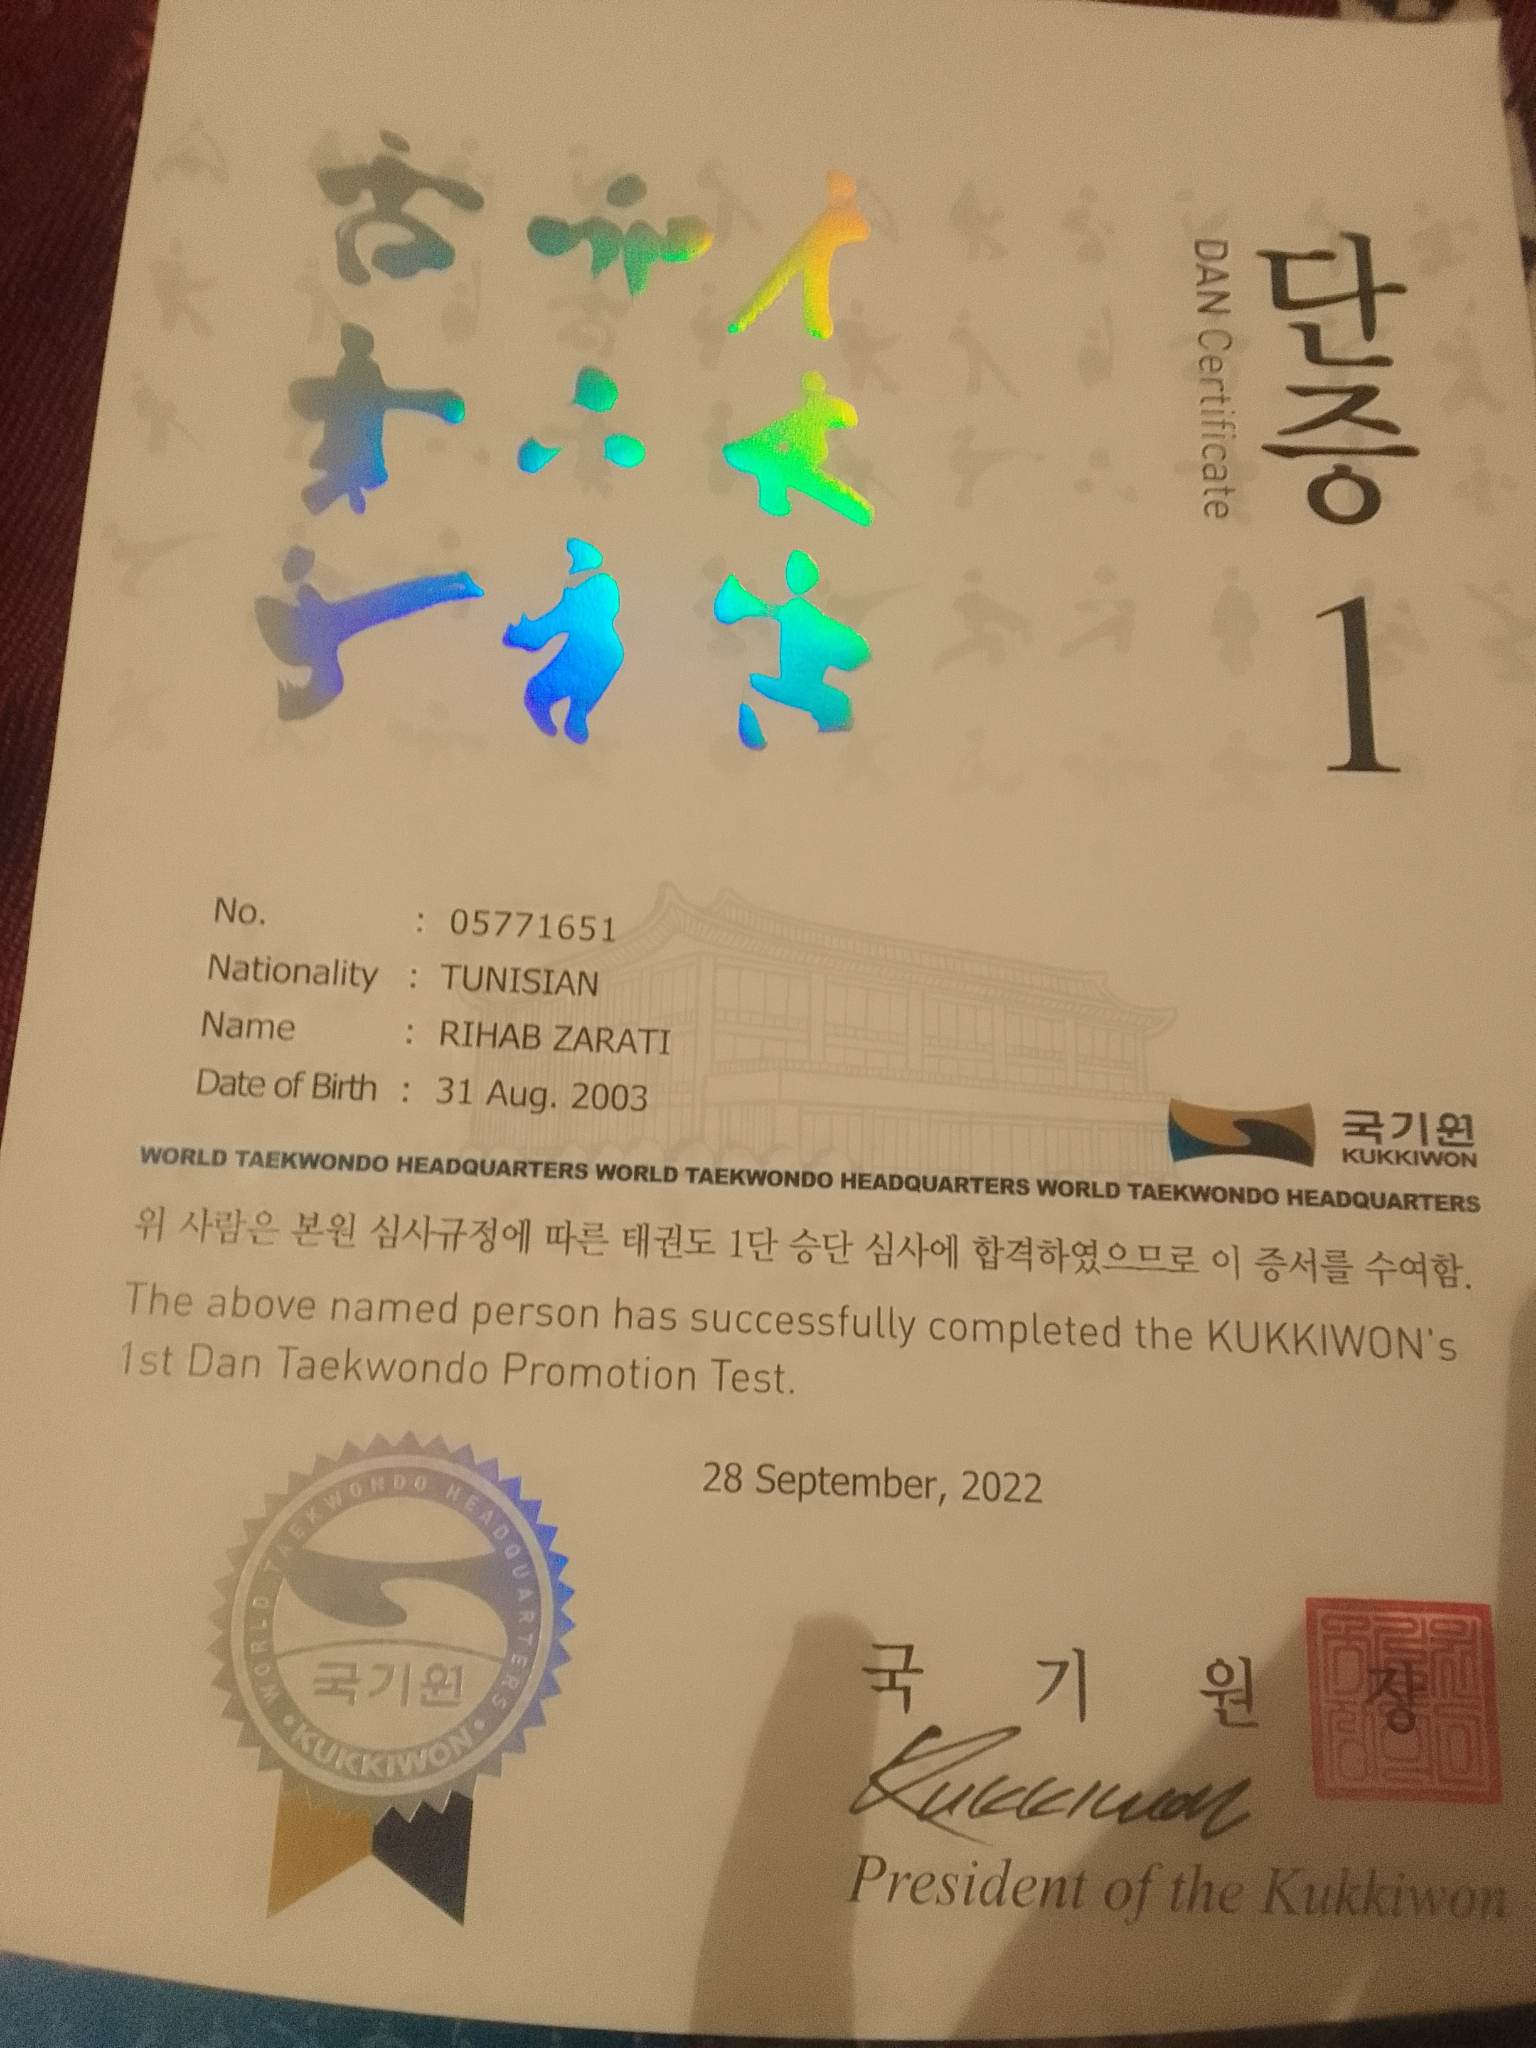 단증 1
DAN Certificate
No. : 05771651
Nationality : TUNISIAN
Name : RIHAB ZARATI
Date of Birth : 31 Aug. 2003
국기원
KUKKIWON
WORLD TAEKWONDO HEADQUARTERS WORLD TAEKWONDO HEADQUARTERS WORLD TAEKWONDO HEADQUARTERS
위 사람은 본원 심사규정에 따른 태권도 1단 승단 심사에 합격하였으므로 이 증서를 수여함.
The above named person has successfully completed the KUKKIWON's
1st Dan Taekwondo Promotion Test.
28 September, 2022
WORLD TAEKWONDO HEADQUARTERS
국기원
•KUKKIWON•
국 기 원 장
Kukkiwon
President of the Kukkiwon